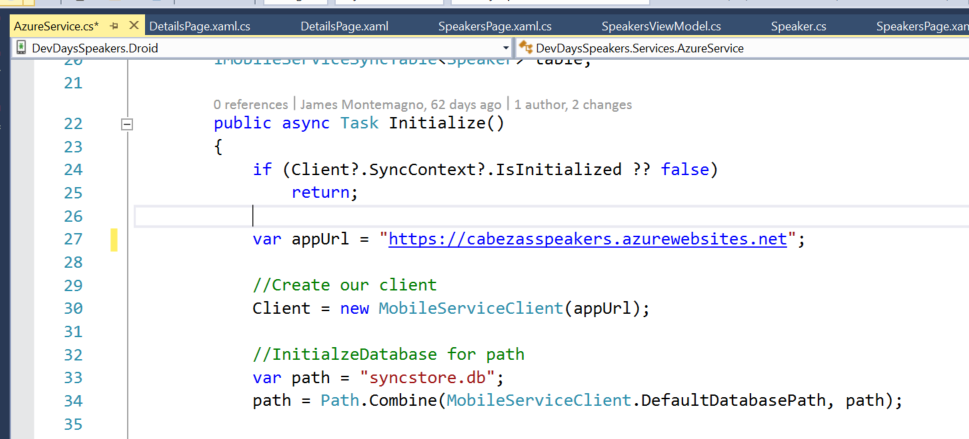 AzureService.cs* DetailsPage.xaml.cs DetailsPage.xaml SpeakersPage.xaml.cs SpeakersViewModel.cs Speaker.cs SpeakersPage.xan
DevDaysSpeakers.Droid DevDaysSpeakers.Services.AzureService
20 IMobileServiceSyncTable<Speaker> table;
21
0 references | James Montemagno, 62 days ago | 1 author, 2 changes
22 public async Task Initialize()
23 {
24 if (Client?.SyncContext?.IsInitialized ?? false)
25 return;
26
27 var appUrl = "https://cabezasspeakers.azurewebsites.net";
28
29 //Create our client
30 Client = new MobileServiceClient(appUrl);
31
32 //InitialzeDatabase for path
33 var path = "syncstore.db";
34 path = Path.Combine(MobileServiceClient.DefaultDatabasePath, path);
35